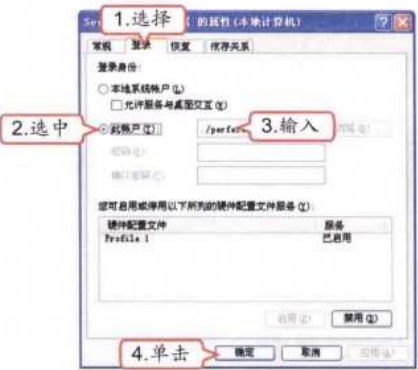 1.选择
的属性(本地计算机)
常规 登录 恢复 依存关系
登录身份:
本地系统帐户(L)
允许服务与桌面交互(W)
2.选中
此帐户(T):
3.输入
密码(P):
确认密码(C):
您可启用或停用以下所列的硬件配置文件服务(Y):
硬件配置文件 服务
Profile 1 已启用
启用(E) 禁用(D)
4.单击
确定 取消 应用(A)